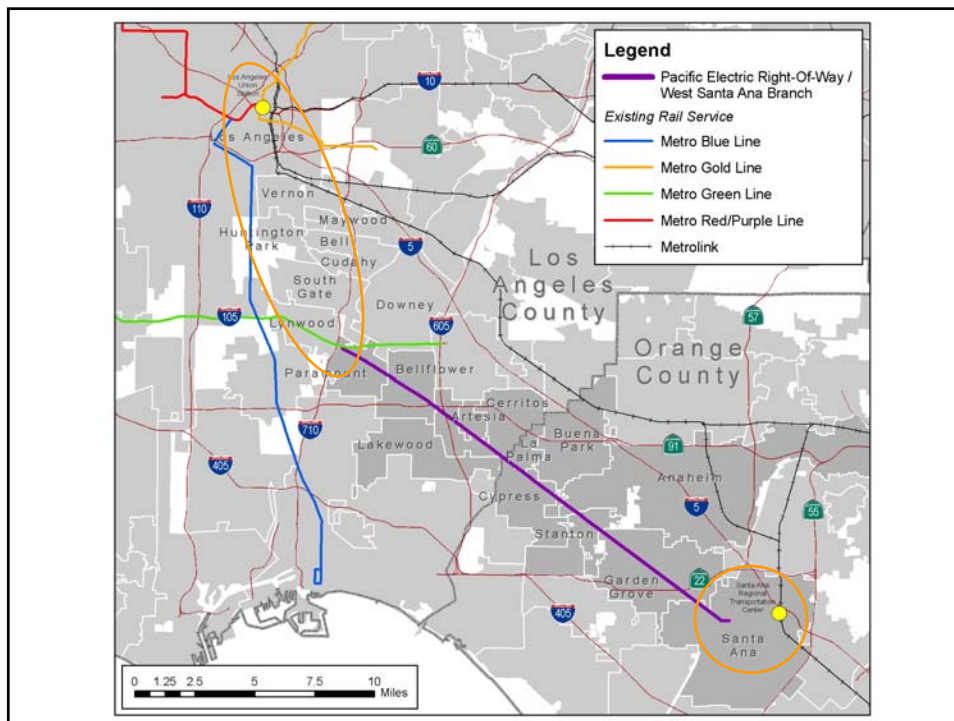 Legend
Pacific Electric Right-Of-Way /
West Santa Ana Branch
Existing Rail Service
Metro Blue Line
Metro Gold Line
Metro Green Line
Metro Red/Purple Line
Metrolink
Los Angeles
Union
Station
10
Los Angeles
60
Vernon
110
Maywood
Huntington
Park
Bell
5
Cudahy
Los
Angeles
County
South
Gate
Downey
57
105
Lynwood
605
Orange
County
Paramount
Bellflower
Cerritos
Artesia
710
Lakewood
La
Palma
Buena
Park
91
405
Anaheim
Cypress
5
55
Stanton
Garden
Grove
22
Santa Ana
Regional
Transportation
Center
405
Santa
Ana
0 1.25 2.5 5 7.5 10
Miles